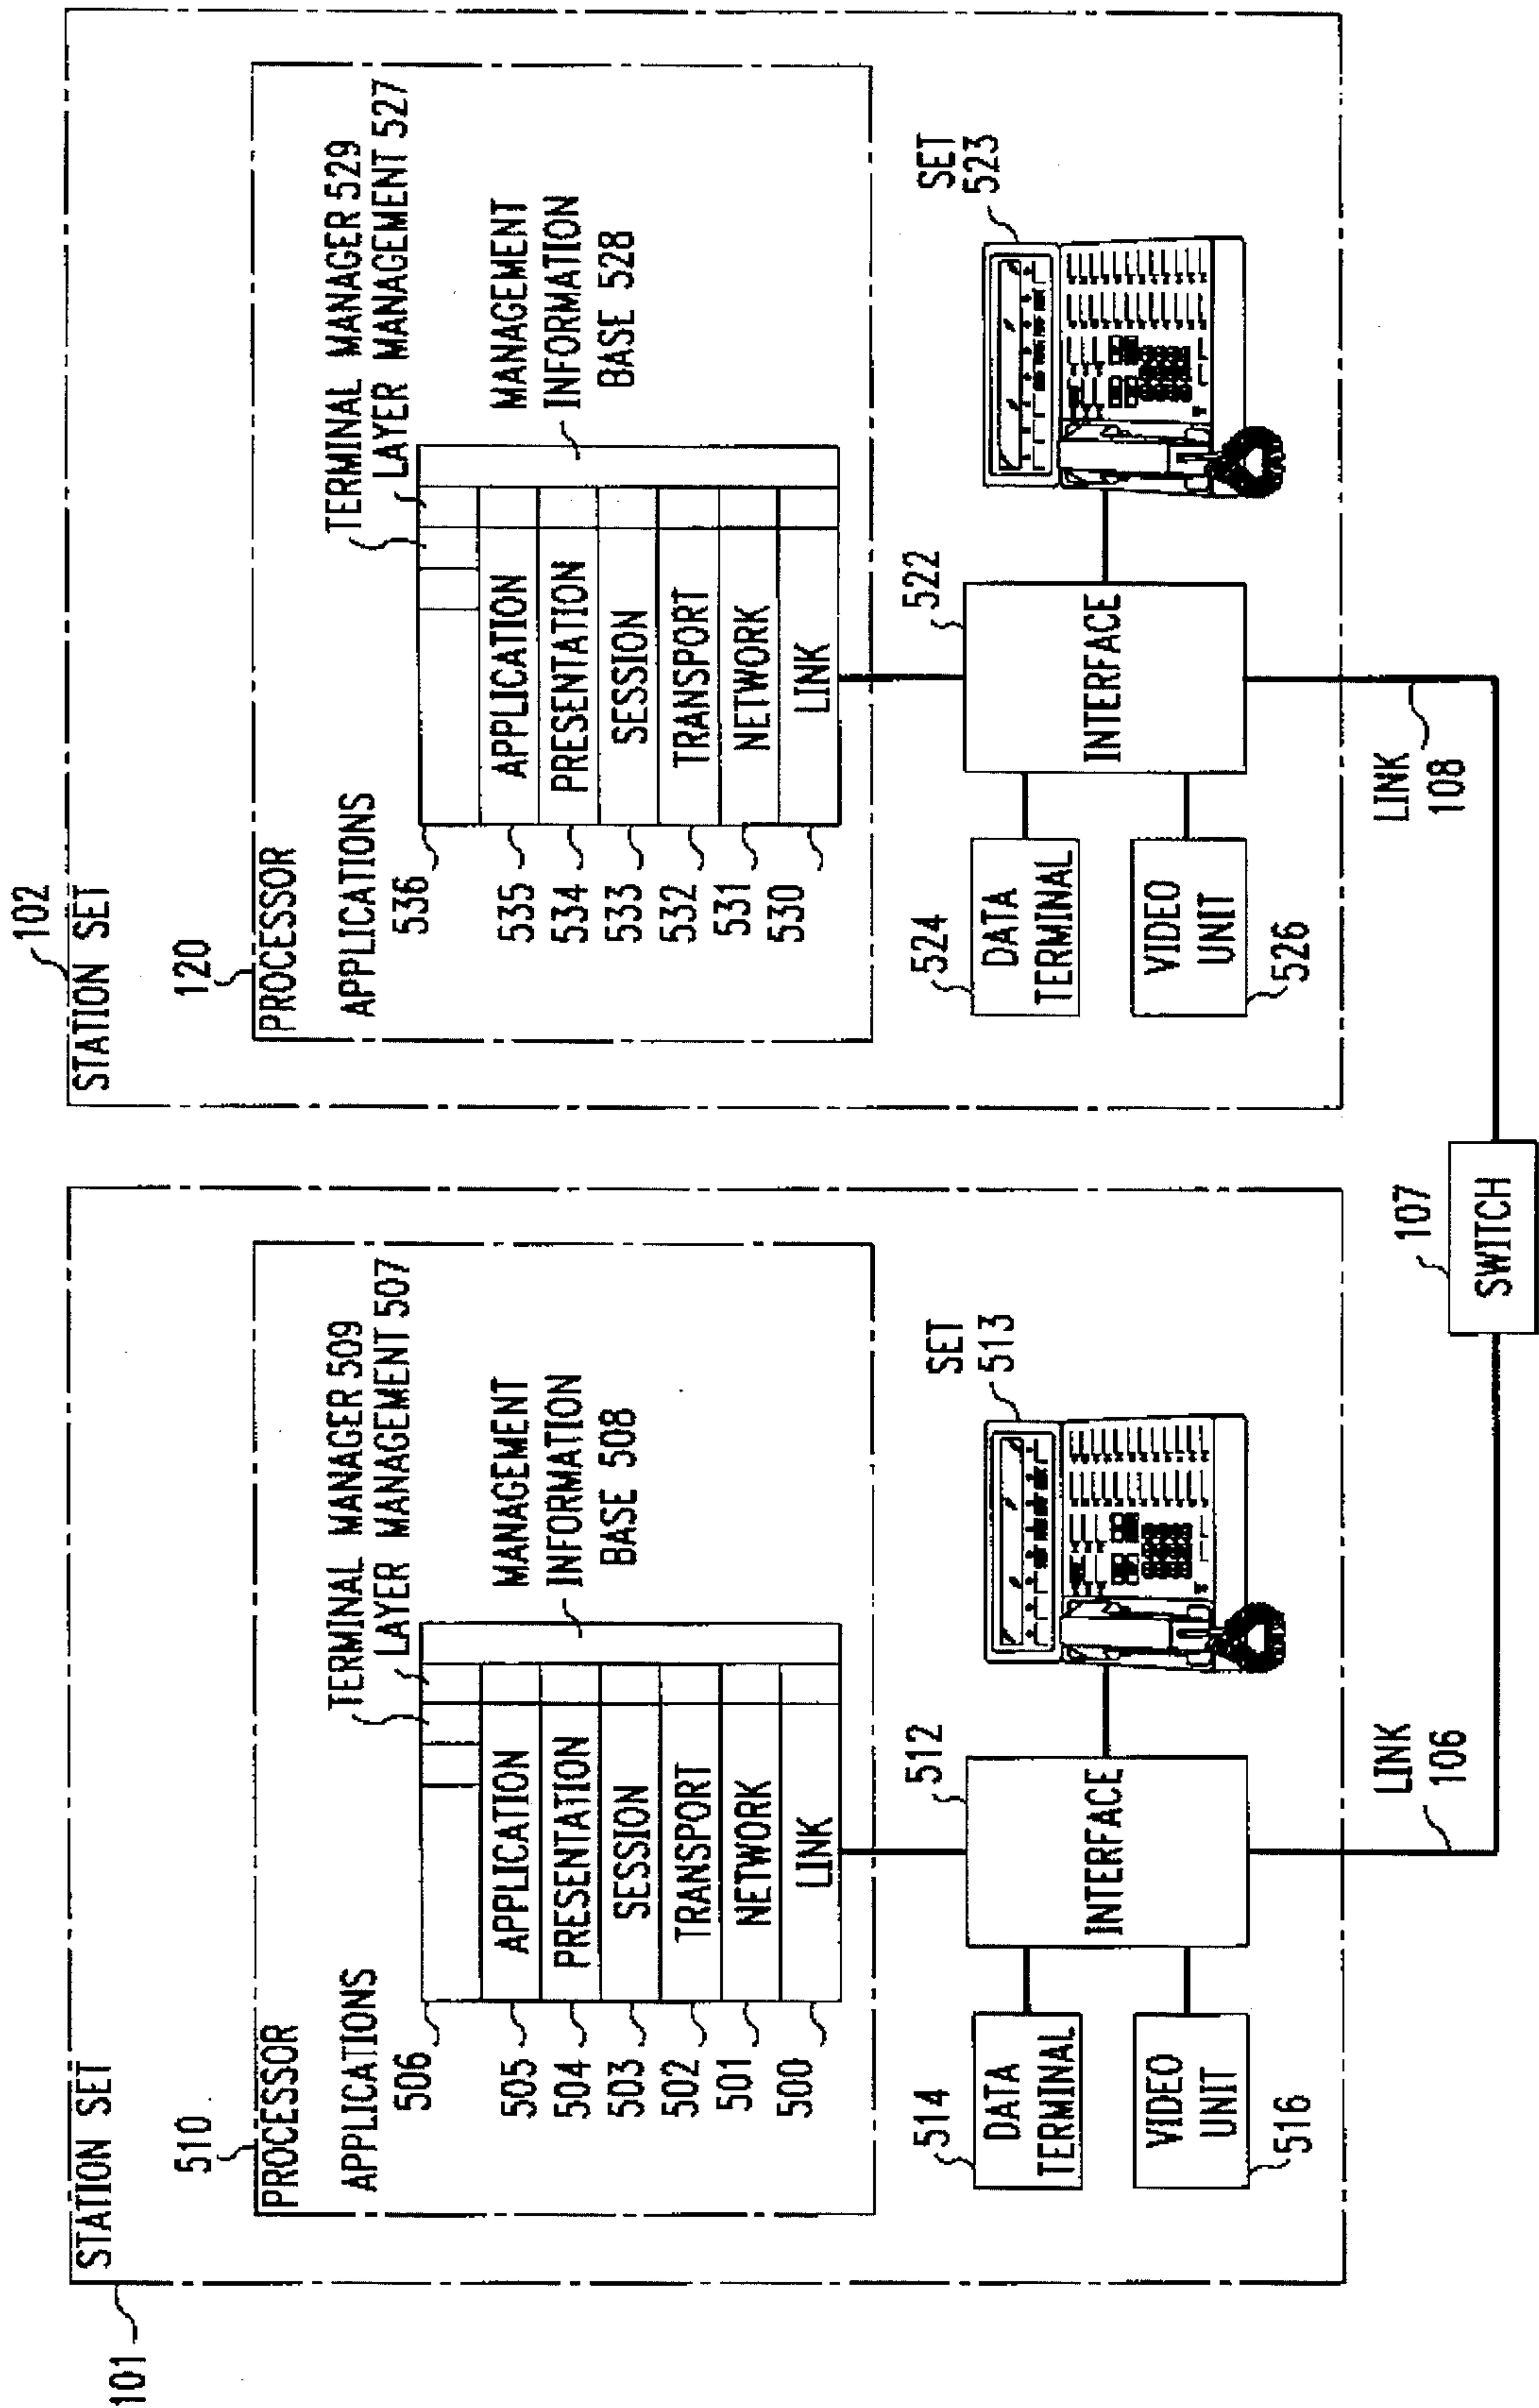 101
STATION SET
510
PROCESSOR
APPLICATIONS
TERMINAL MANAGER 509
LAYER MANAGEMENT 507
506
505 APPLICATION
504 PRESENTATION
503 SESSION
502 TRANSPORT
501 NETWORK
500 LINK
MANAGEMENT
INFORMATION
BASE 508
514
DATA
TERMINAL
VIDEO
UNIT
516
512
INTERFACE
SET
513
LINK
106
107
SWITCH
102
STATION SET
120
PROCESSOR
APPLICATIONS
TERMINAL MANAGER 529
LAYER MANAGEMENT 527
536
535 APPLICATION
534 PRESENTATION
533 SESSION
532 TRANSPORT
531 NETWORK
530 LINK
MANAGEMENT
INFORMATION
BASE 528
524
DATA
TERMINAL
VIDEO
UNIT
526
522
INTERFACE
SET
523
LINK
108